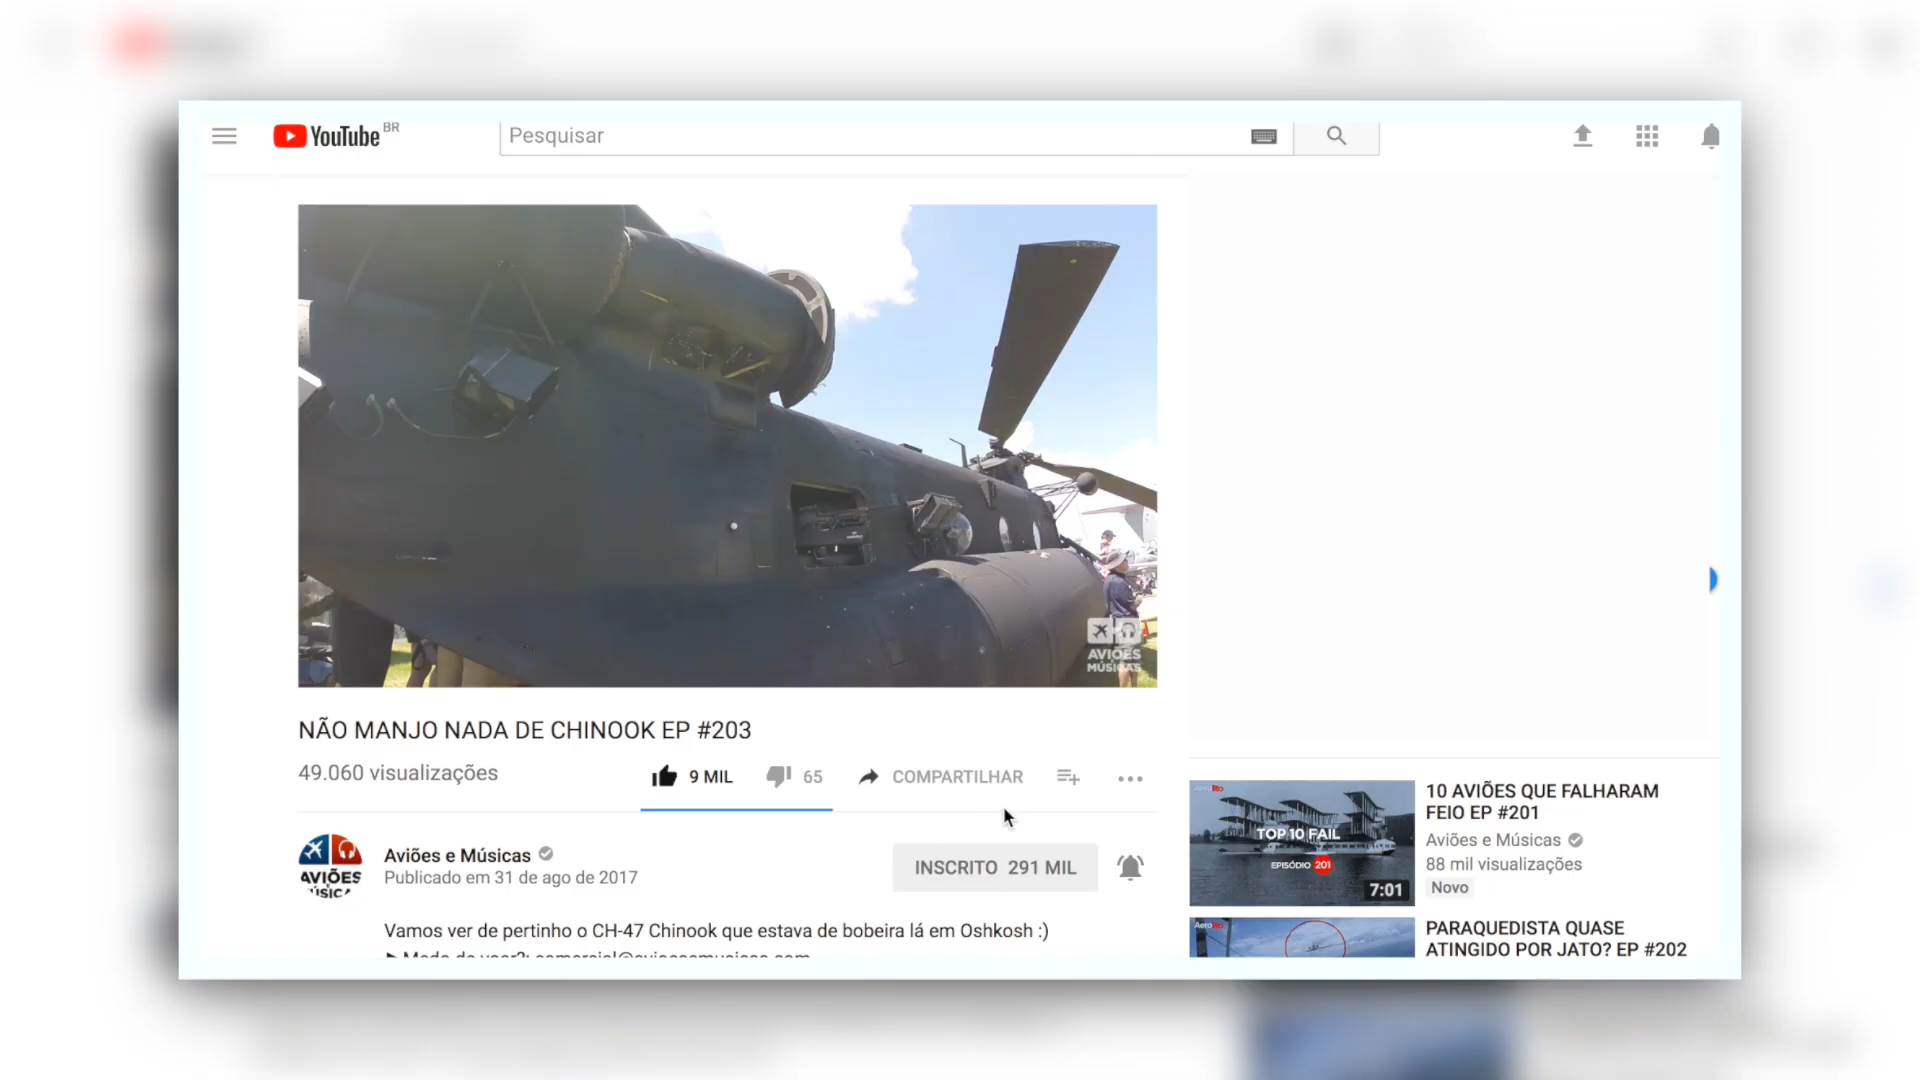 YouTube BR
Pesquisar
AVIÕES
MÚSICAS
NÃO MANJO NADA DE CHINOOK EP #203
49.060 visualizações
9 MIL
65
COMPARTILHAR
AVIÕES
Aviões e Músicas
Publicado em 31 de ago de 2017
INSCRITO 291 MIL
Vamos ver de pertinho o CH-47 Chinook que estava de bobeira lá em Oshkosh :)
TOP 10 FAIL
EPISÓDIO 201
7:01
10 AVIÕES QUE FALHARAM
FEIO EP #201
Aviões e Músicas
88 mil visualizações
Novo
AeroRio
PARAQUEDISTA QUASE
ATINGIDO POR JATO? EP #202